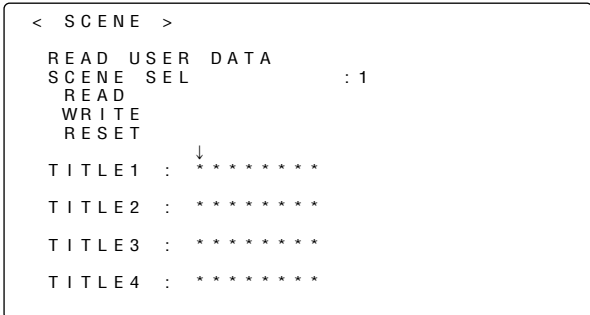 < SCENE >
READ USER DATA
SCENE SEL :1
READ
WRITE
RESET
↓
TITLE1 : ********
TITLE2 : ********
TITLE3 : ********
TITLE4 : ********